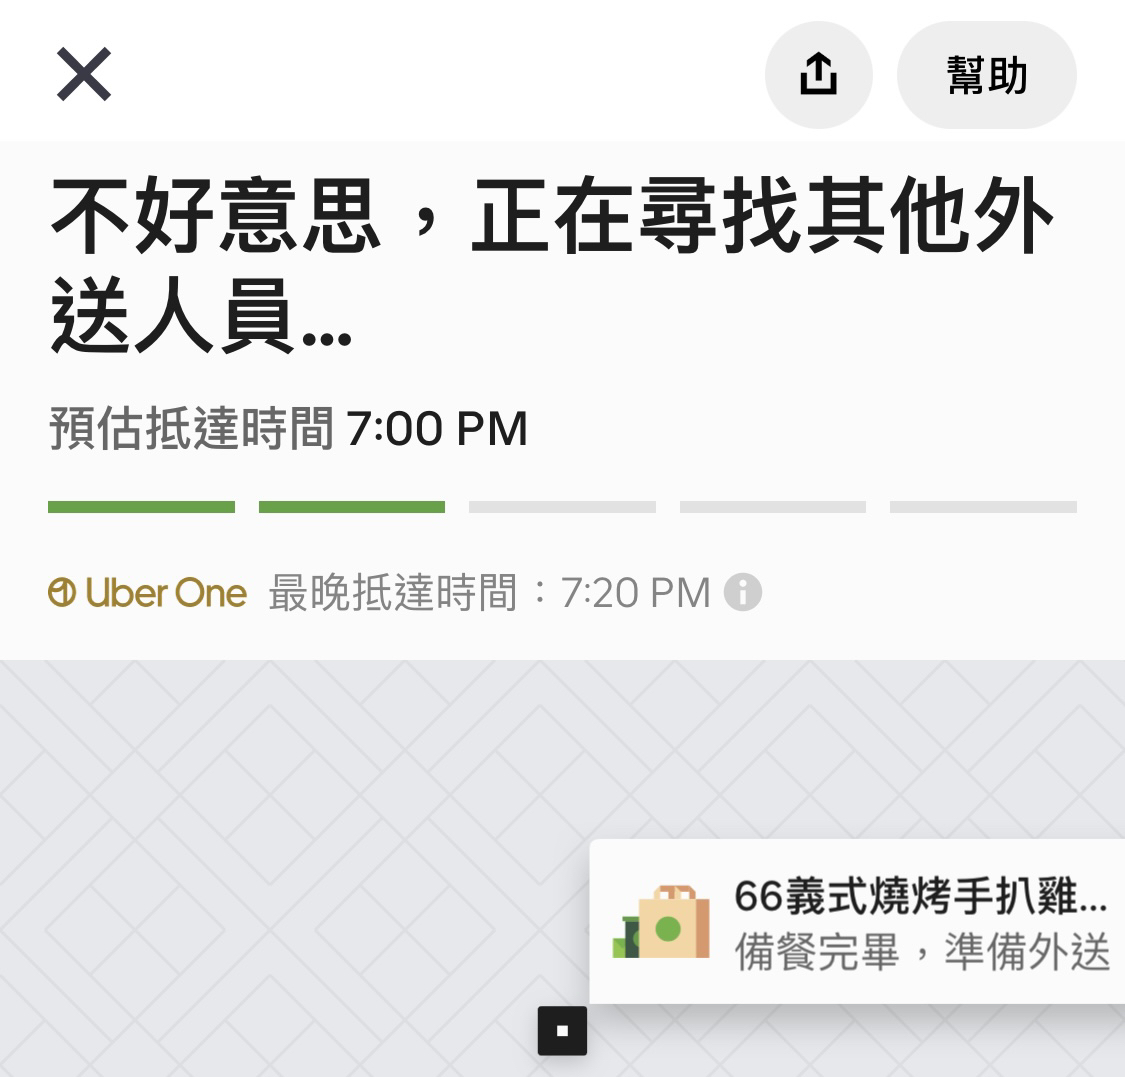 幫助
不好意思，正在尋找其他外
送人員...
預估抵達時間 7:00 PM
Uber One 最晚抵達時間：7:20 PM
66義式燒烤手扒雞...
備餐完畢，準備外送